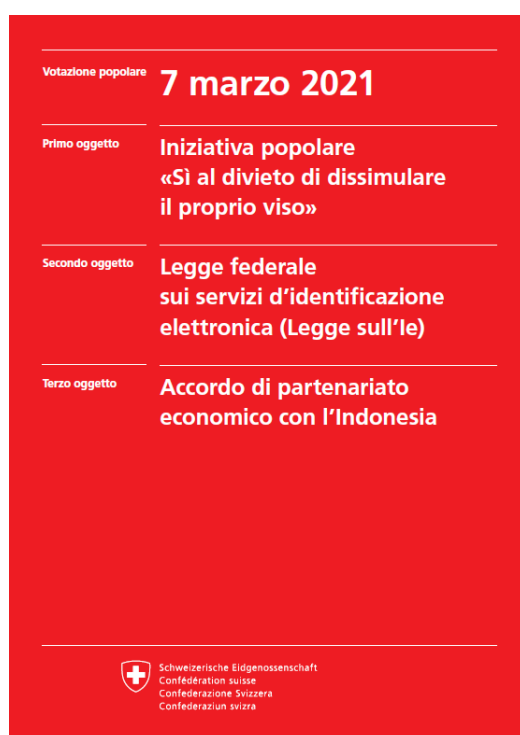 Votazione popolare
7 marzo 2021
Primo oggetto
Iniziativa popolare
«Sì al divieto di dissimulare
il proprio viso»
Secondo oggetto
Legge federale
sui servizi d’identificazione
elettronica (Legge sull’Ie)
Terzo oggetto
Accordo di partenariato
economico con l’Indonesia
Schweizerische Eidgenossenschaft
Confédération suisse
Confederazione Svizzera
Confederaziun svizra